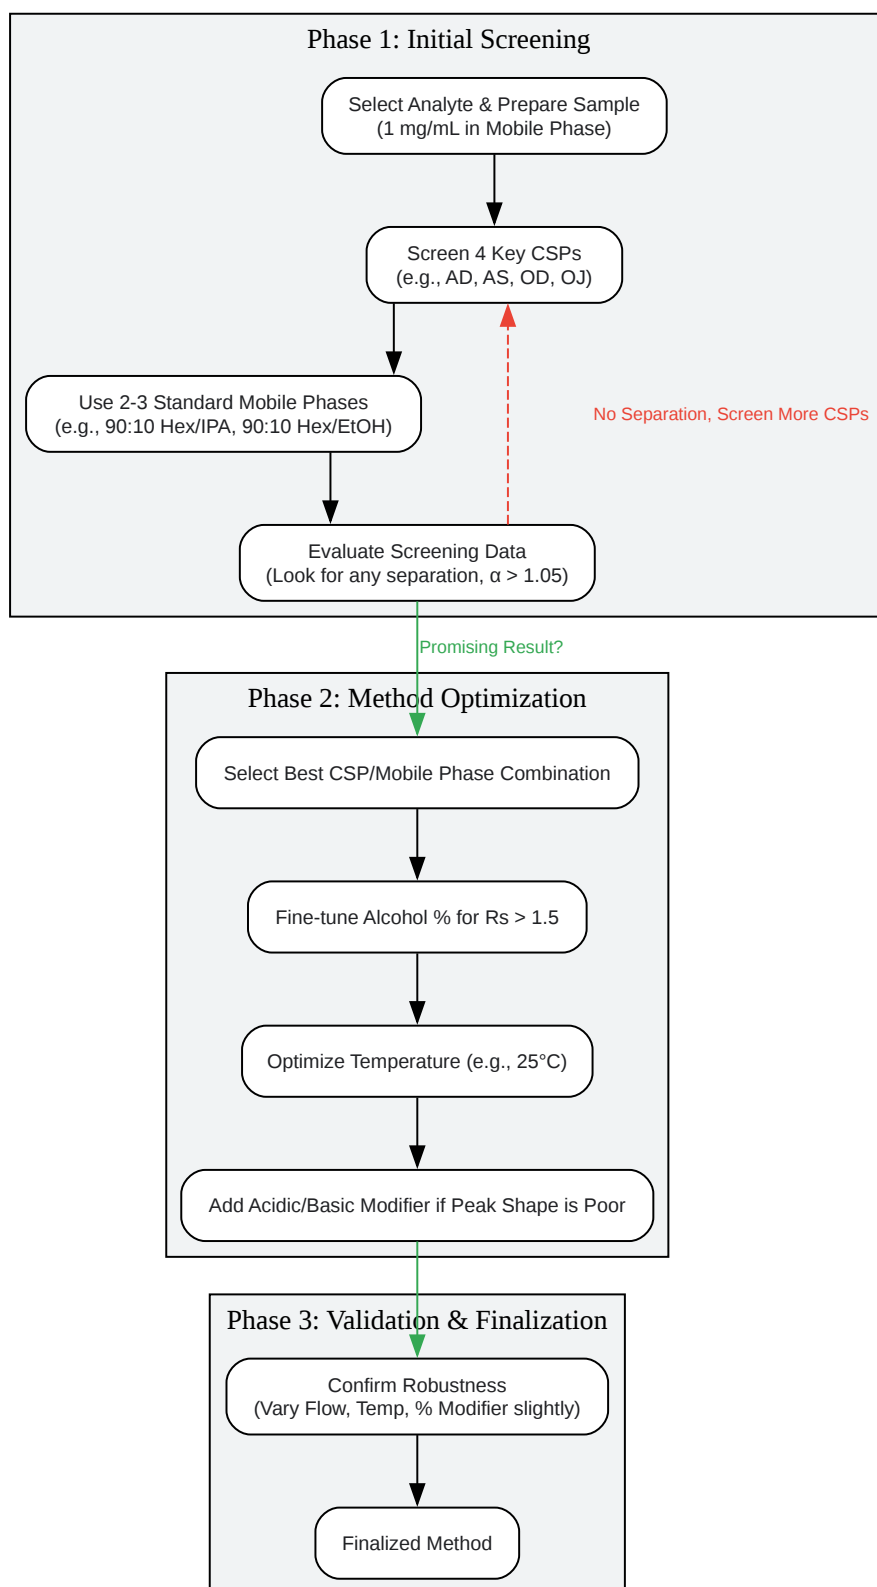 Phase 1: Initial Screening
Select Analyte & Prepare Sample
(1 mg/mL in Mobile Phase)
Screen 4 Key CSPs
(e.g., AD, AS, OD, OJ)
Use 2-3 Standard Mobile Phases
(e.g., 90:10 Hex/IPA, 90:10 Hex/EtOH)
No Separation, Screen More CSPs
Evaluate Screening Data
(Look for any separation, α > 1.05)
Promising Result?
Phase 2: Method Optimization
Select Best CSP/Mobile Phase Combination
Fine-tune Alcohol % for Rs > 1.5
Optimize Temperature (e.g., 25°C)
Add Acidic/Basic Modifier if Peak Shape is Poor
Phase 3: Validation & Finalization
Confirm Robustness
(Vary Flow, Temp, % Modifier slightly)
Finalized Method